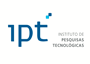 ipt
INSTITUTO DE
PESQUISAS
TECNOLÓGICAS